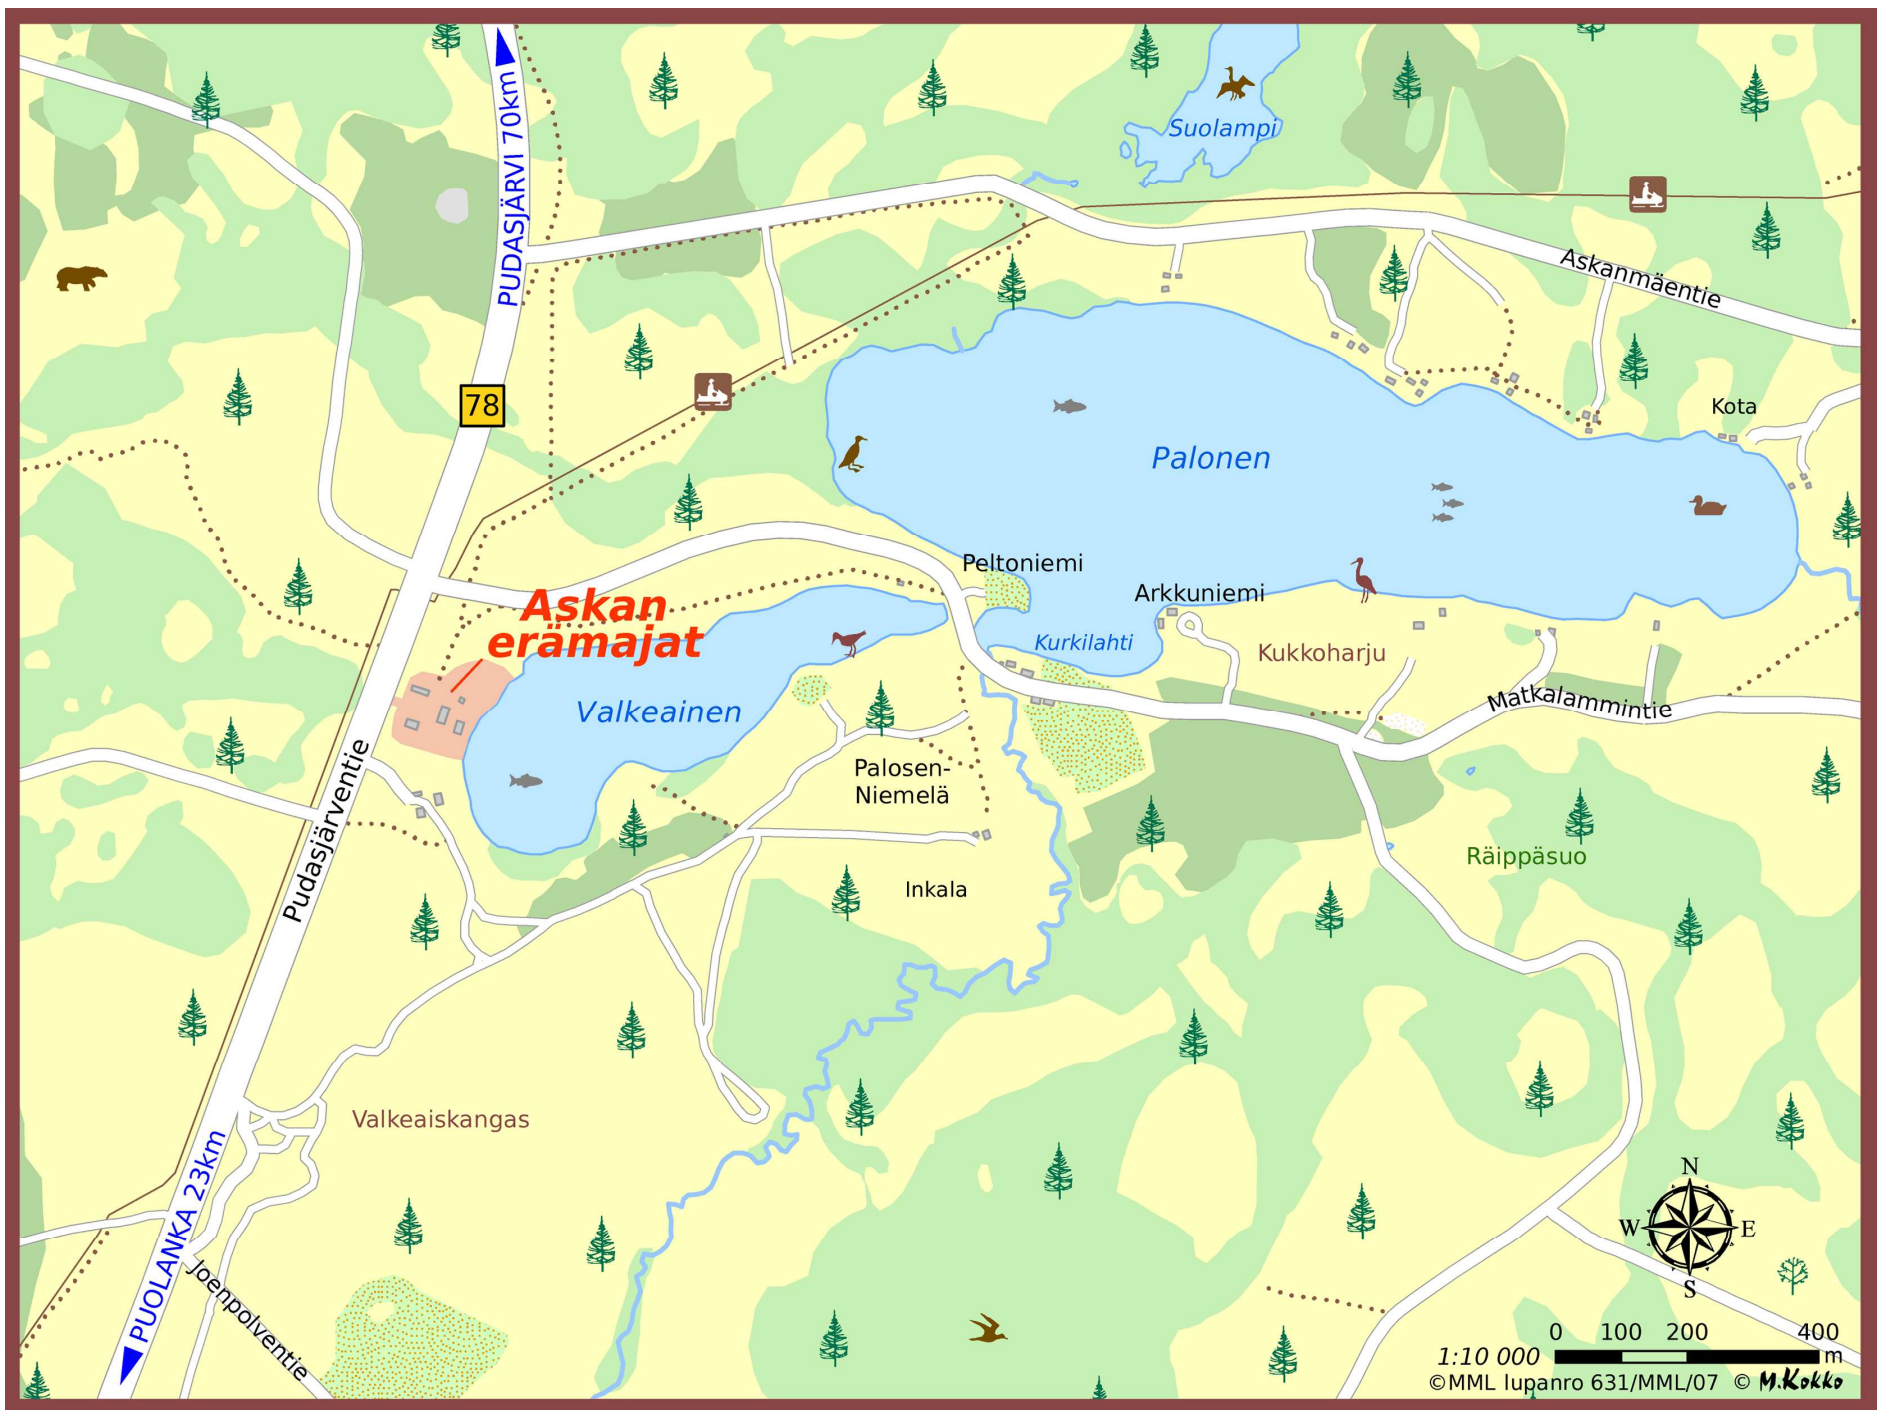 PUDASJÄRVI 70km
Suolampi
Askanmäentie
78
Kota
Palonen
Peltoniemi
Arkkuniemi
Askan
erämajat
Kurkilahti
Kukkoharju
Valkeainen
Matkalammintie
Palosen-
Niemelä
Pudasjärventie
Räippäsuo
Inkala
Valkeaiskangas
PUOLANKA 23km
Joenpolventie
N
W E
S
0 100 200 400
1:10 000 m
©MML lupanro 631/MML/07 © M.Kokko